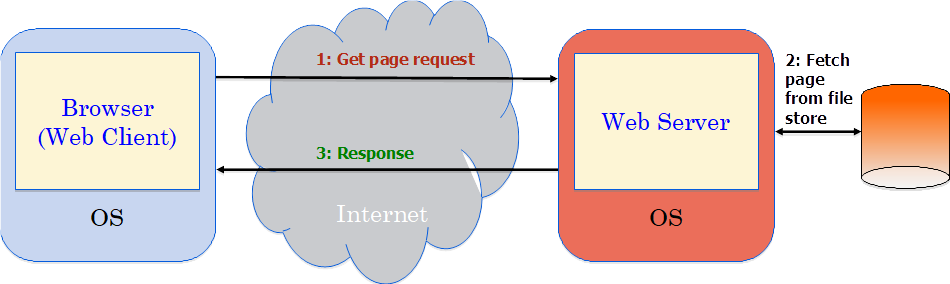 Browser
(Web Client)
OS
1: Get page request
3: Response
Internet
Web Server
OS
2: Fetch
page
from file
store